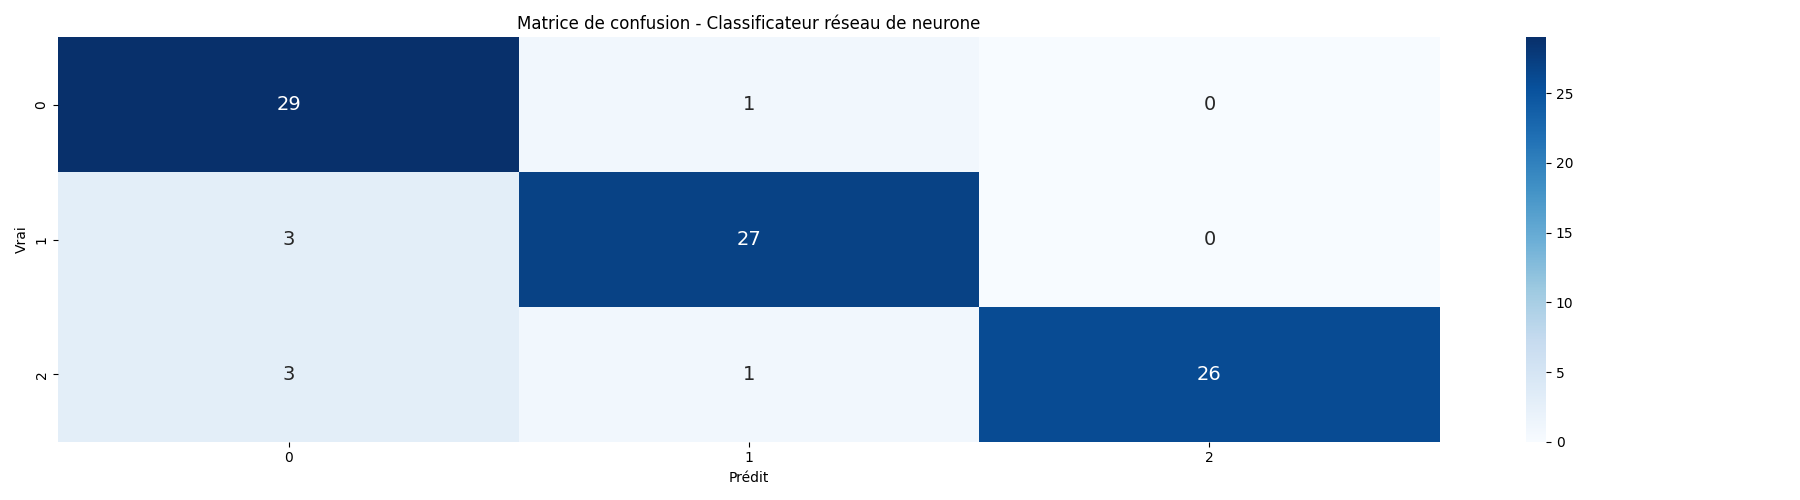 Matrice de confusion - Classificateur réseau de neurone
0 29 1 0
Vrai
1 3 27 0
2 3 1 26
0 1 2
Prédit
25
20
15
10
5
0